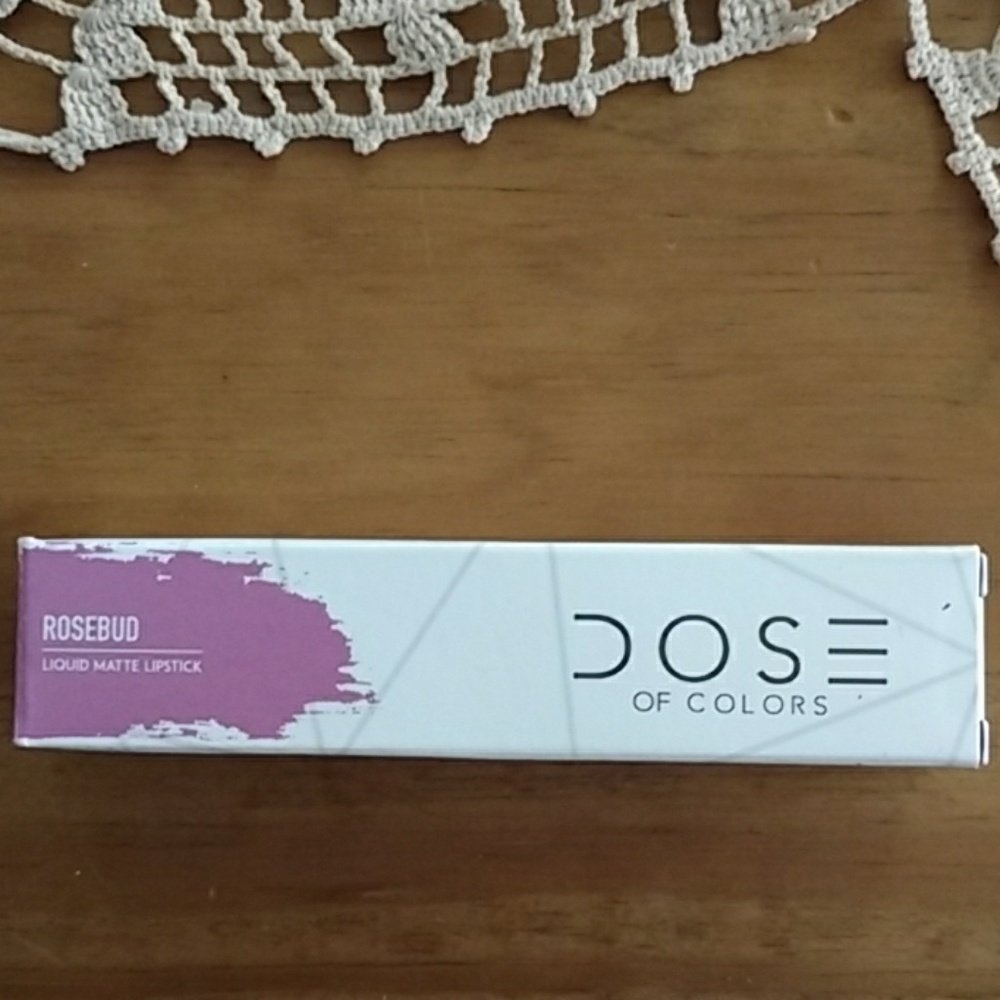 ROSEBUD
LIQUID MATTE LIPSTICK
DOSE
OF COLORS